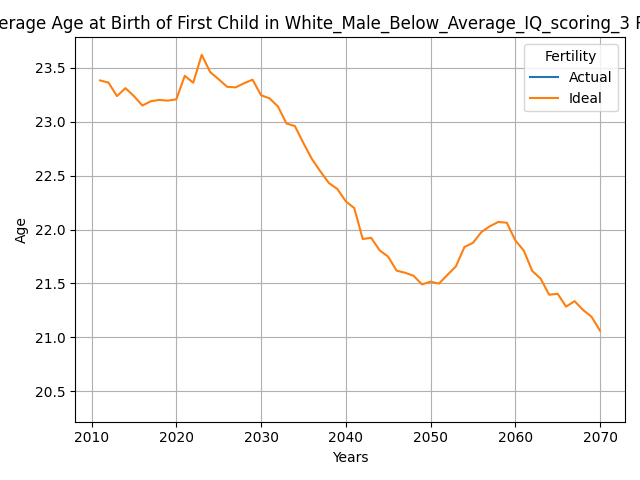 erage Age at Birth of First Child in White_Male_Below_Average_IQ_scoring_3
Fertility
Actual
Ideal
23.5
23.0
22.5
22.0
21.5
21.0
20.5
Age
2010 2020 2030 2040 2050 2060 2070
Years